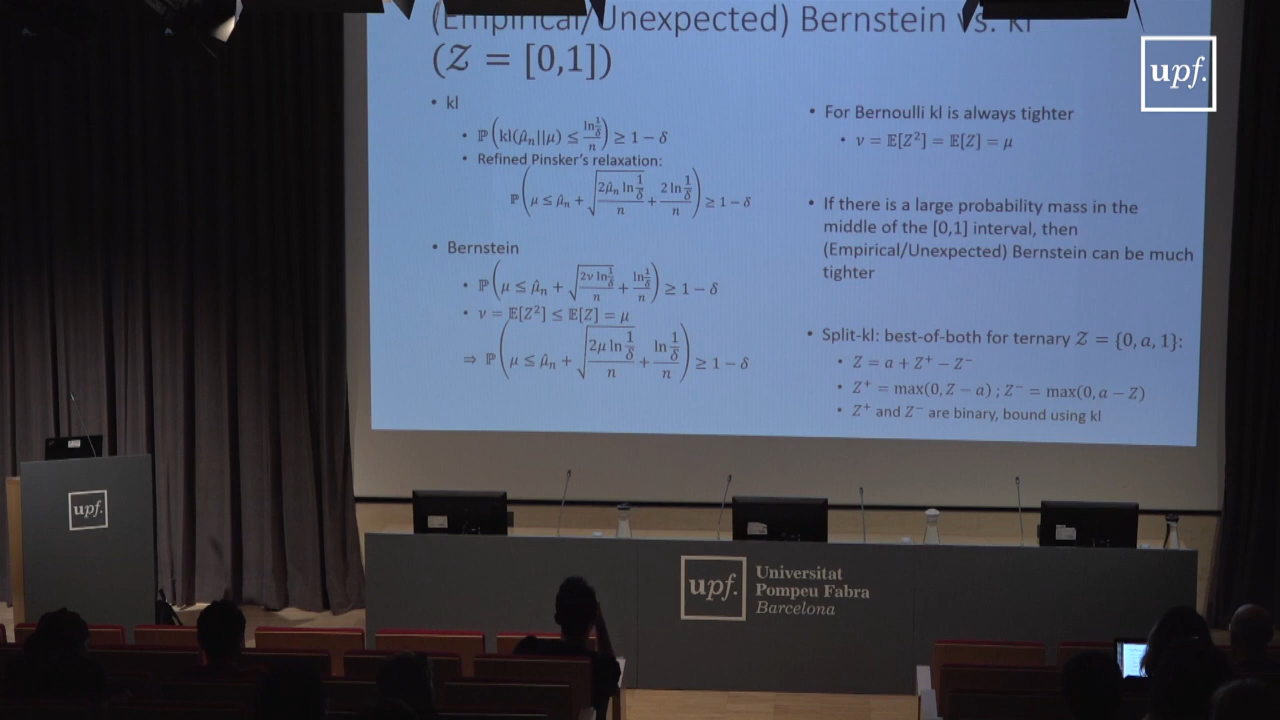 (Empirical/Unexpected) Bernstein vs. kl
(𝒵 = [0,1])
• kl
• ℙ(kl(μ̂ₙ||μ) ≤ ln(1/δ)/n) ≥ 1 − δ
• Refined Pinsker's relaxation:
ℙ(μ ≤ μ̂ₙ + √(2μ̂ₙ ln(1/δ)/n) + 2 ln(1/δ)/n) ≥ 1 − δ
• Bernstein
• ℙ(μ ≤ μ̂ₙ + √(2ν ln(1/δ)/n) + ln(1/δ)/n) ≥ 1 − δ
• ν = 𝔼[Z²] ≤ 𝔼[Z] = μ
⇒ ℙ(μ ≤ μ̂ₙ + √(2μ ln(1/δ)/n) + ln(1/δ)/n) ≥ 1 − δ
• For Bernoulli kl is always tighter
• ν = 𝔼[Z²] = 𝔼[Z] = μ
• If there is a large probability mass in the
middle of the [0,1] interval, then
(Empirical/Unexpected) Bernstein can be much
tighter
• Split-kl: best-of-both for ternary 𝒵 = {0, a, 1}:
• Z = a + Z⁺ − Z⁻
• Z⁺ = max(0, Z − a) ; Z⁻ = max(0, a − Z)
• Z⁺ and Z⁻ are binary, bound using kl
upf.
upf.
upf.
Universitat
Pompeu Fabra
Barcelona